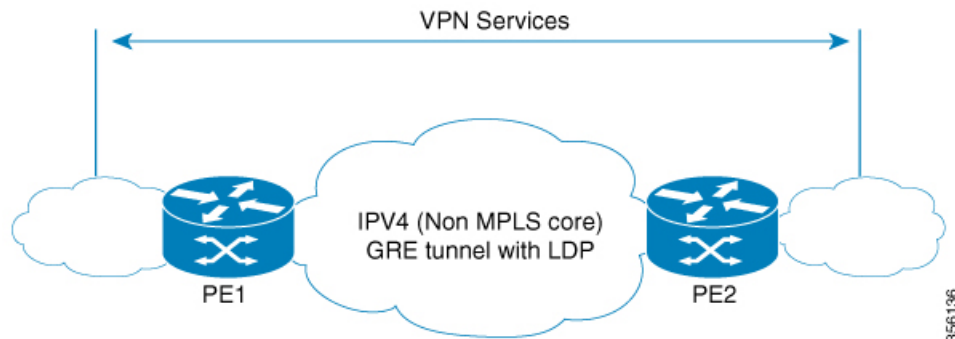 VPN Services
IPV4 (Non MPLS core)
GRE tunnel with LDP
PE1
PE2
356136